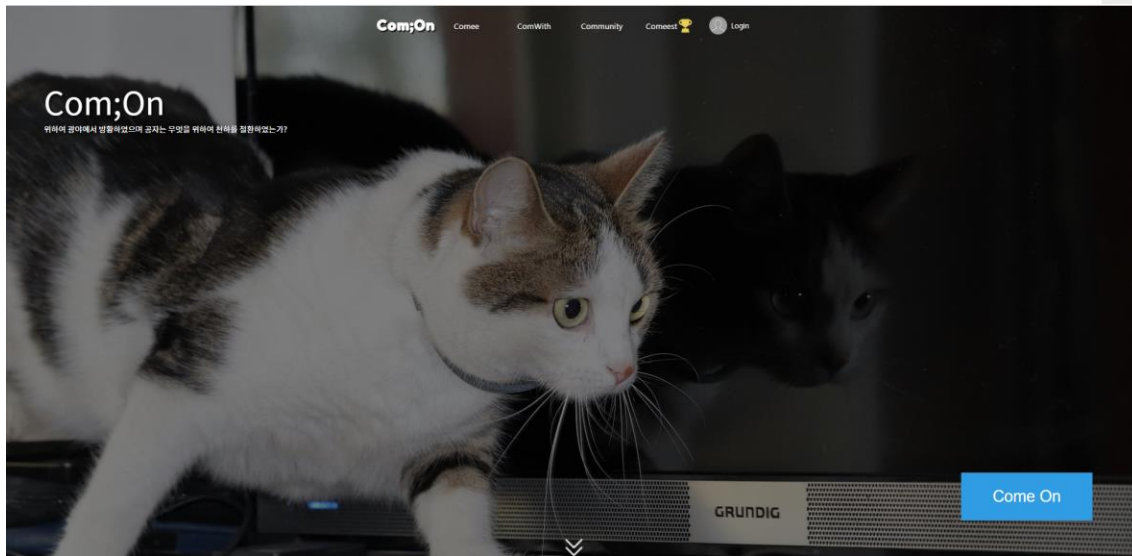 Com;On
Comee
ComWith
Community
Comeest
Login
Com;On
위하여 광야에서 방황하였으며 공자는 무엇을 위하여 천하를 철환하였는가?
GRUNDIG
Come On